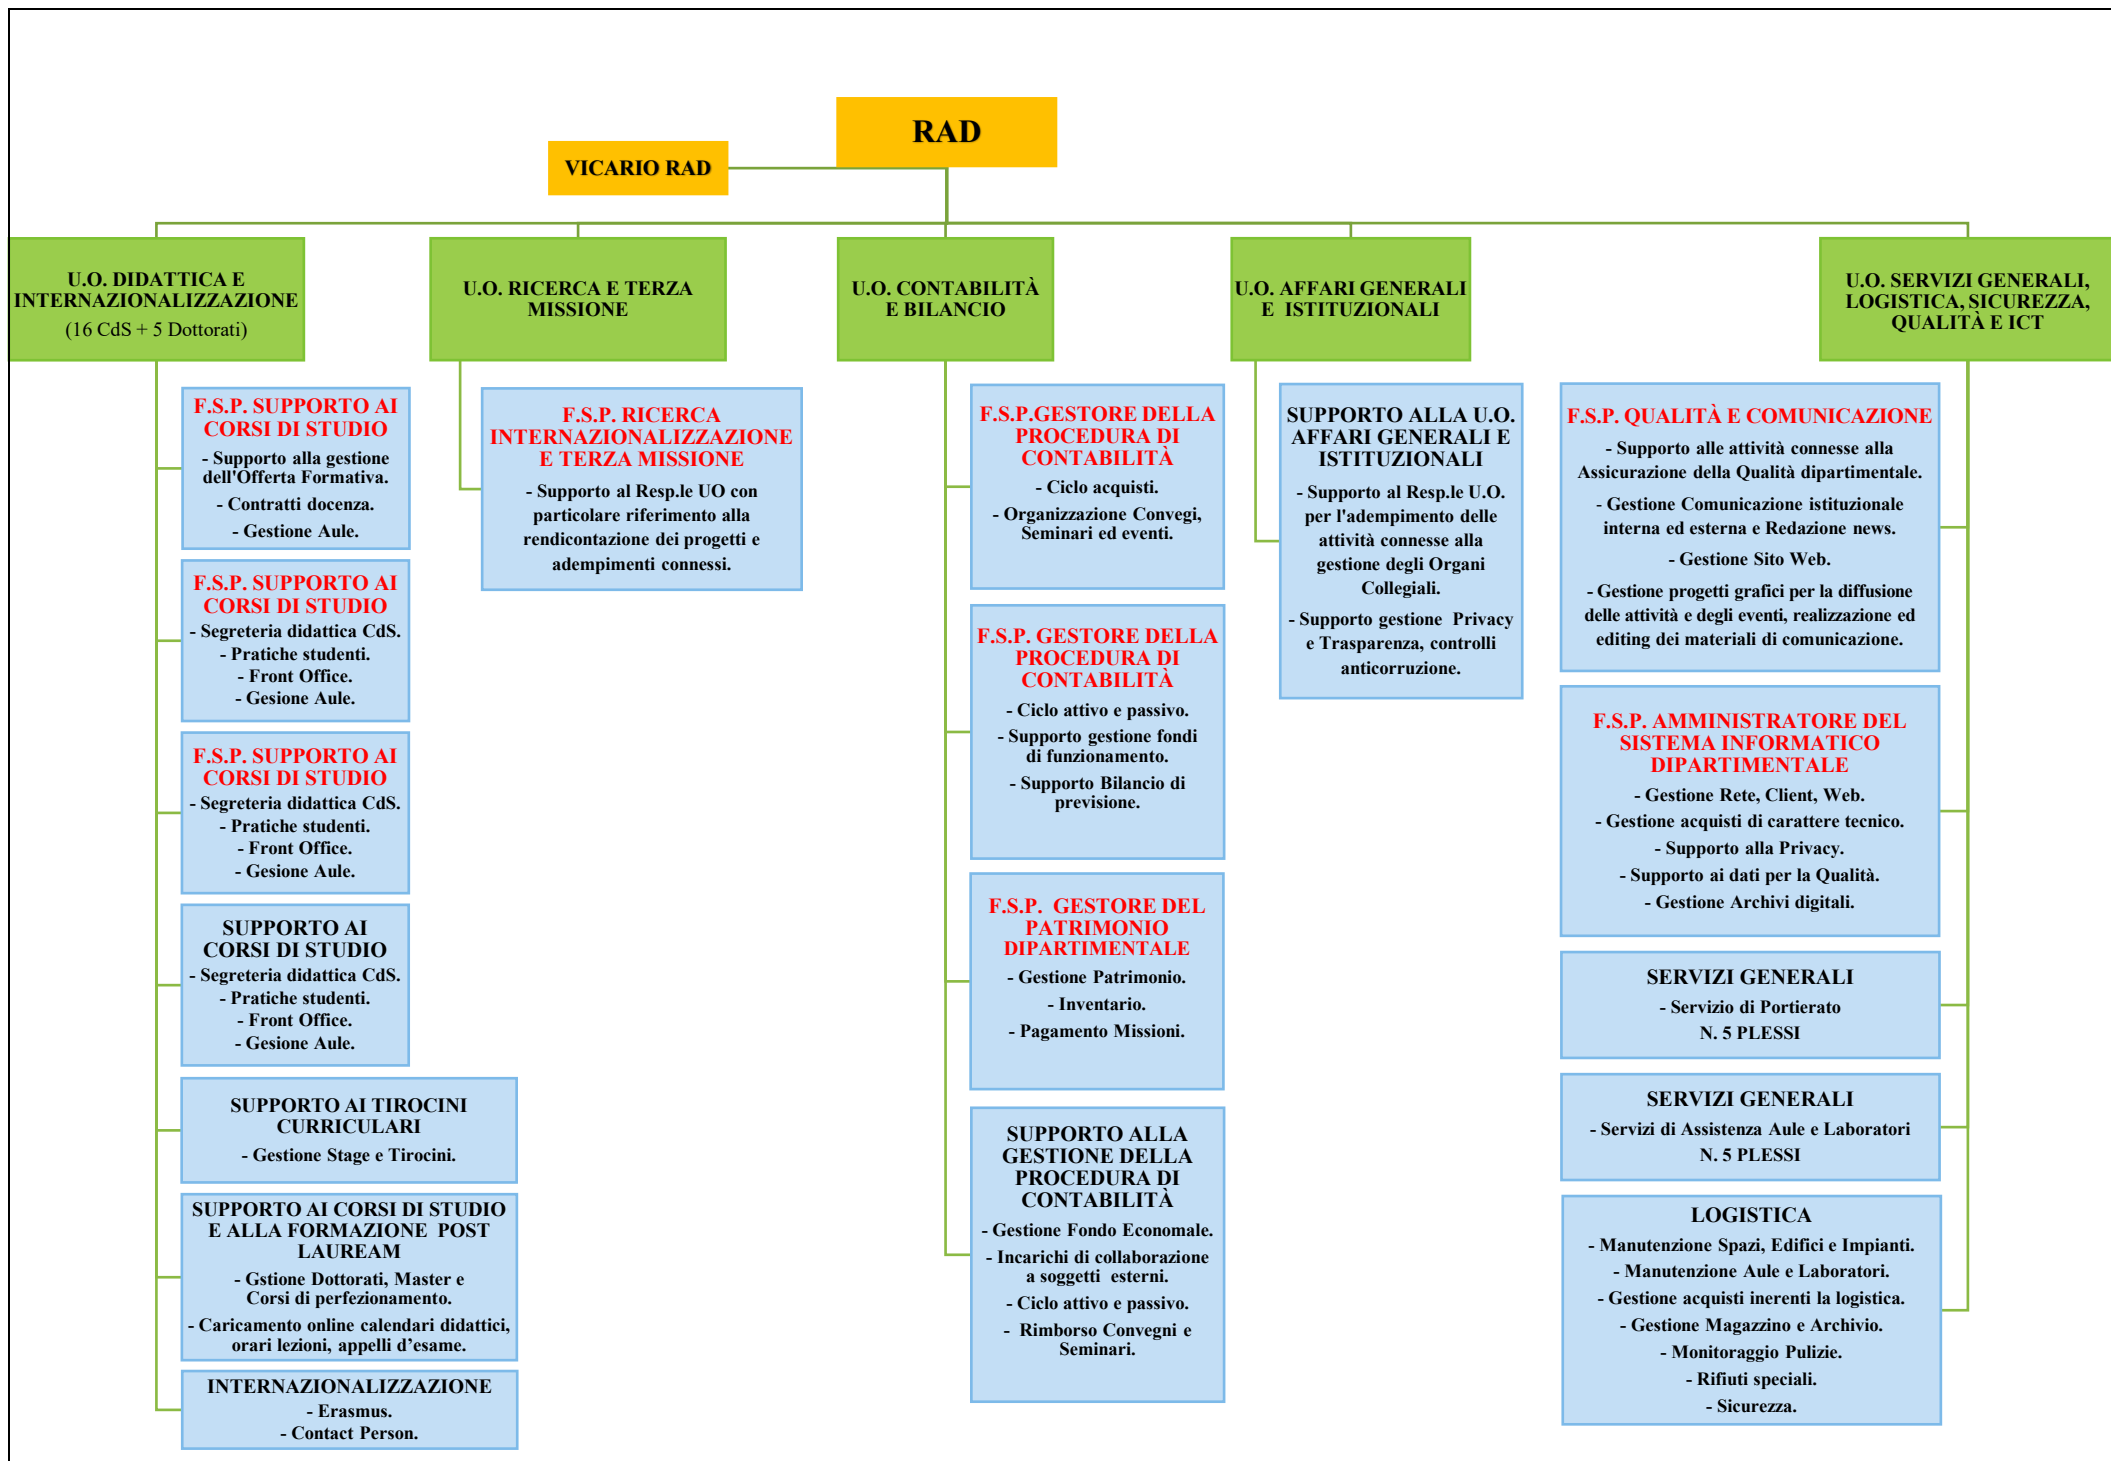 RAD
VICARIO RAD
U.O. DIDATTICA E
INTERNAZIONALIZZAZIONE
(16 CdS + 5 Dottorati)
F.S.P. SUPPORTO AI
CORSI DI STUDIO
- Supporto alla gestione
dell'Offerta Formativa.
- Contratti docenza.
- Gestione Aule.
F.S.P. SUPPORTO AI
CORSI DI STUDIO
- Segreteria didattica CdS.
- Pratiche studenti.
- Front Office.
- Gesione Aule.
F.S.P. SUPPORTO AI
CORSI DI STUDIO
- Segreteria didattica CdS.
- Pratiche studenti.
- Front Office.
- Gesione Aule.
SUPPORTO AI
CORSI DI STUDIO
- Segreteria didattica CdS.
- Pratiche studenti.
- Front Office.
- Gesione Aule.
SUPPORTO AI TIROCINI
CURRICULARI
- Gestione Stage e Tirocini.
SUPPORTO AI CORSI DI STUDIO
E ALLA FORMAZIONE POST
LAUREAM
- Gstione Dottorati, Master e
Corsi di perfezionamento.
- Caricamento online calendari didattici,
orari lezioni, appelli d’esame.
INTERNAZIONALIZZAZIONE
- Erasmus.
- Contact Person.
U.O. RICERCA E TERZA
MISSIONE
F.S.P. RICERCA
INTERNAZIONALIZZAZIONE
E TERZA MISSIONE
- Supporto al Resp.le UO con
particolare riferimento alla
rendicontazione dei progetti e
adempimenti connessi.
U.O. CONTABILITÀ
E BILANCIO
F.S.P.GESTORE DELLA
PROCEDURA DI
CONTABILITÀ
- Ciclo acquisti.
- Organizzazione Convegi,
Seminari ed eventi.
F.S.P. GESTORE DELLA
PROCEDURA DI
CONTABILITÀ
- Ciclo attivo e passivo.
- Supporto gestione fondi
di funzionamento.
- Supporto Bilancio di
previsione.
F.S.P. GESTORE DEL
PATRIMONIO
DIPARTIMENTALE
- Gestione Patrimonio.
- Inventario.
- Pagamento Missioni.
SUPPORTO ALLA
GESTIONE DELLA
PROCEDURA DI
CONTABILITÀ
- Gestione Fondo Economale.
- Incarichi di collaborazione
a soggetti esterni.
- Ciclo attivo e passivo.
- Rimborso Convegni e
Seminari.
U.O. AFFARI GENERALI
E ISTITUZIONALI
SUPPORTO ALLA U.O.
AFFARI GENERALI E
ISTITUZIONALI
- Supporto al Resp.le U.O.
per l'adempimento delle
attività connesse alla
gestione degli Organi
Collegiali.
- Supporto gestione Privacy
e Trasparenza, controlli
anticorruzione.
U.O. SERVIZI GENERALI,
LOGISTICA, SICUREZZA,
QUALITÀ E ICT
F.S.P. QUALITÀ E COMUNICAZIONE
- Supporto alle attività connesse alla
Assicurazione della Qualità dipartimentale.
- Gestione Comunicazione istituzionale
interna ed esterna e Redazione news.
- Gestione Sito Web.
- Gestione progetti grafici per la diffusione
delle attività e degli eventi, realizzazione ed
editing dei materiali di comunicazione.
F.S.P. AMMINISTRATORE DEL
SISTEMA INFORMATICO
DIPARTIMENTALE
- Gestione Rete, Client, Web.
- Gestione acquisti di carattere tecnico.
- Supporto alla Privacy.
- Supporto ai dati per la Qualità.
- Gestione Archivi digitali.
SERVIZI GENERALI
- Servizio di Portierato
N. 5 PLESSI
SERVIZI GENERALI
- Servizi di Assistenza Aule e Laboratori
N. 5 PLESSI
LOGISTICA
- Manutenzione Spazi, Edifici e Impianti.
- Manutenzione Aule e Laboratori.
- Gestione acquisti inerenti la logistica.
- Gestione Magazzino e Archivio.
- Monitoraggio Pulizie.
- Rifiuti speciali.
- Sicurezza.